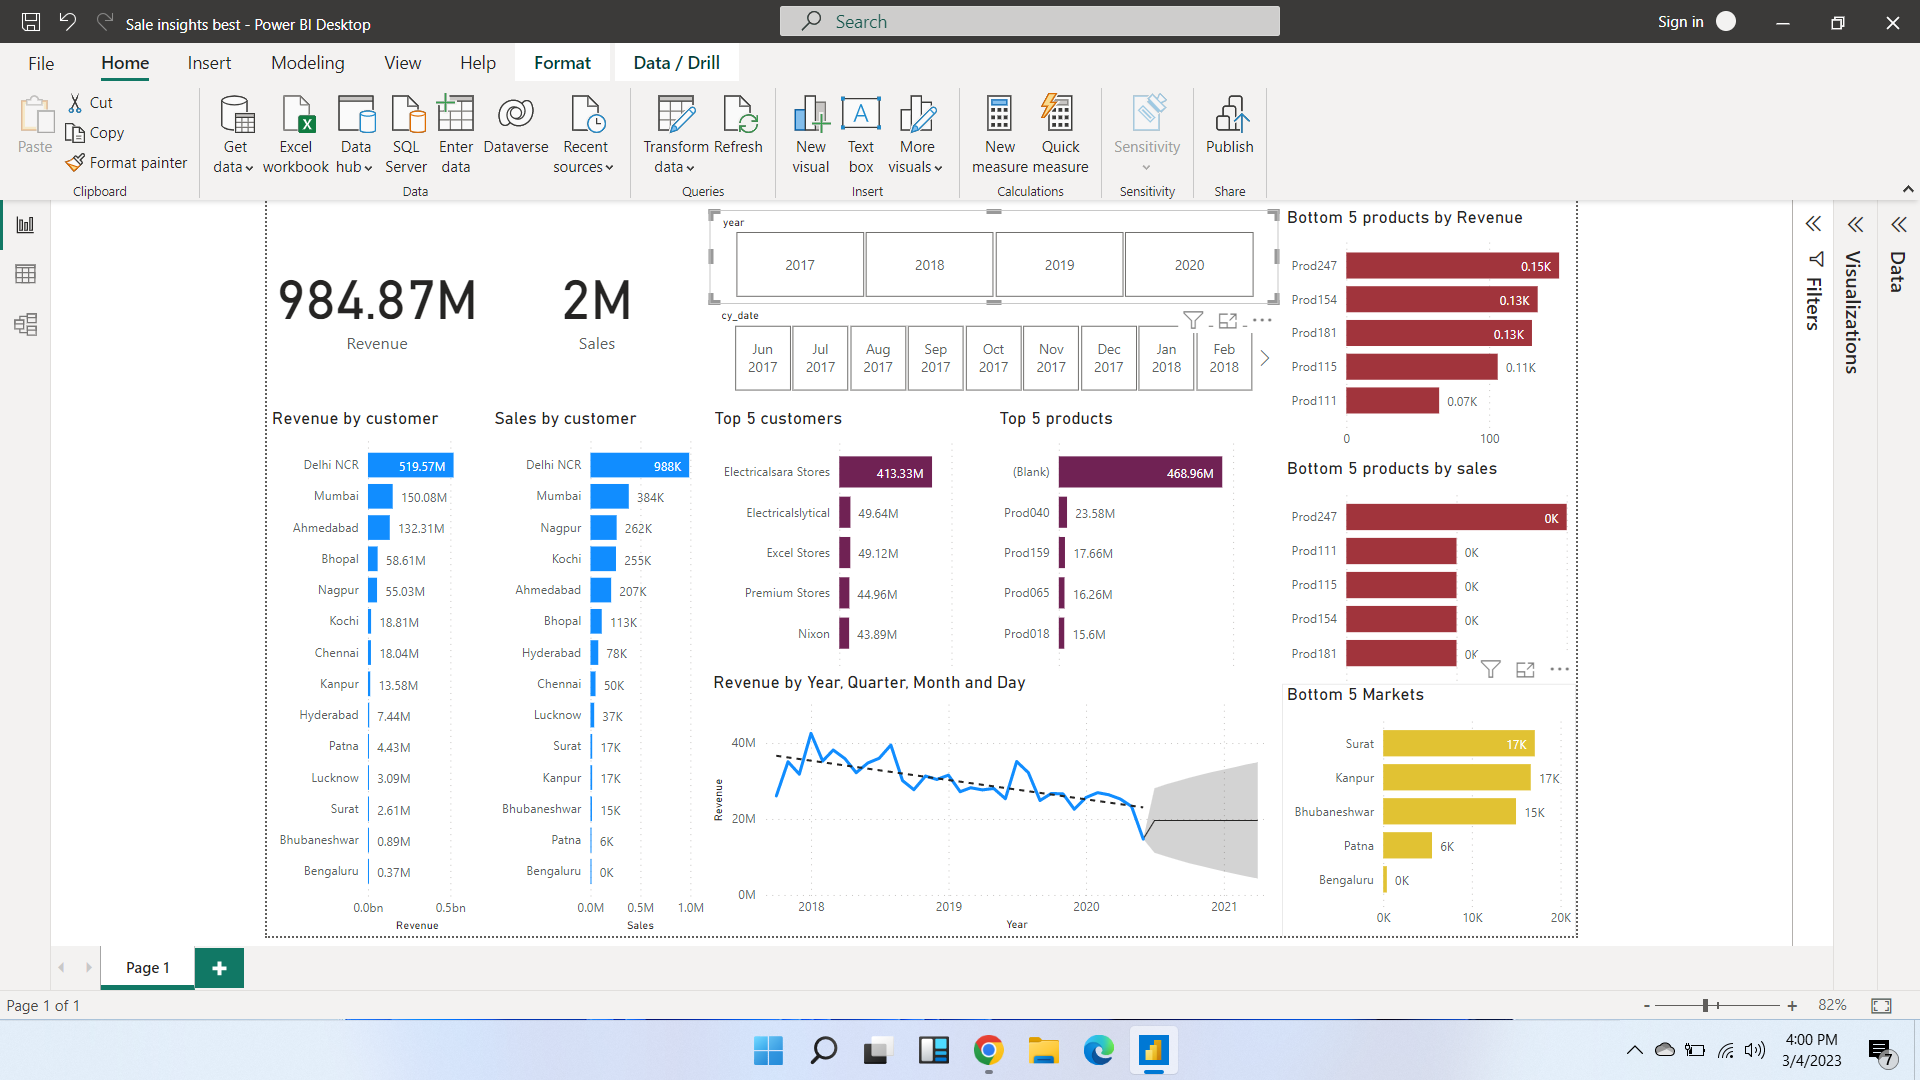 Sale insights best - Power BI Desktop
Search
Sign in
File
Home
Insert
Modeling
View
Help
Format
Data / Drill
Paste
Cut
Copy
Format painter
Clipboard
Get data
Excel workbook
Data hub
SQL Server
Enter data
Dataverse
Recent sources
Data
Transform data
Refresh
Queries
New visual
Text box
More visuals
Insert
New measure
Quick measure
Calculations
Sensitivity
Sensitivity
Publish
Share
984.87M
Revenue
2M
Sales
year
2017
2018
2019
2020
cy_date
Jun 2017
Jul 2017
Aug 2017
Sep 2017
Oct 2017
Nov 2017
Dec 2017
Jan 2018
Feb 2018
Bottom 5 products by Revenue
Prod247 0.15K
Prod154 0.13K
Prod181 0.13K
Prod115 0.11K
Prod111 0.07K
0 100
Filters
Visualizations
Data
Revenue by customer
Delhi NCR 519.57M
Mumbai 150.08M
Ahmedabad 132.31M
Bhopal 58.61M
Nagpur 55.03M
Kochi 18.81M
Chennai 18.04M
Kanpur 13.58M
Hyderabad 7.44M
Patna 4.43M
Lucknow 3.09M
Surat 2.61M
Bhubaneshwar 0.89M
Bengaluru 0.37M
0.0bn 0.5bn
Revenue
Sales by customer
Delhi NCR 988K
Mumbai 384K
Nagpur 262K
Kochi 255K
Ahmedabad 207K
Bhopal 113K
Hyderabad 78K
Chennai 50K
Lucknow 37K
Surat 17K
Kanpur 17K
Bhubaneshwar 15K
Patna 6K
Bengaluru 0K
0.0M 0.5M 1.0M
Sales
Top 5 customers
Electricalsara Stores 413.33M
Electricalslytical 49.64M
Excel Stores 49.12M
Premium Stores 44.96M
Nixon 43.89M
Top 5 products
(Blank) 468.96M
Prod040 23.58M
Prod159 17.66M
Prod065 16.26M
Prod018 15.6M
Revenue by Year, Quarter, Month and Day
Revenue
40M
20M
0M
2018 2019 2020 2021
Year
Bottom 5 products by sales
Prod247 0K
Prod111 0K
Prod115 0K
Prod154 0K
Prod181 0K
Bottom 5 Markets
Surat 17K
Kanpur 17K
Bhubaneshwar 15K
Patna 6K
Bengaluru 0K
0K 10K 20K
Page 1
Page 1 of 1
82%
4:00 PM
3/4/2023
7